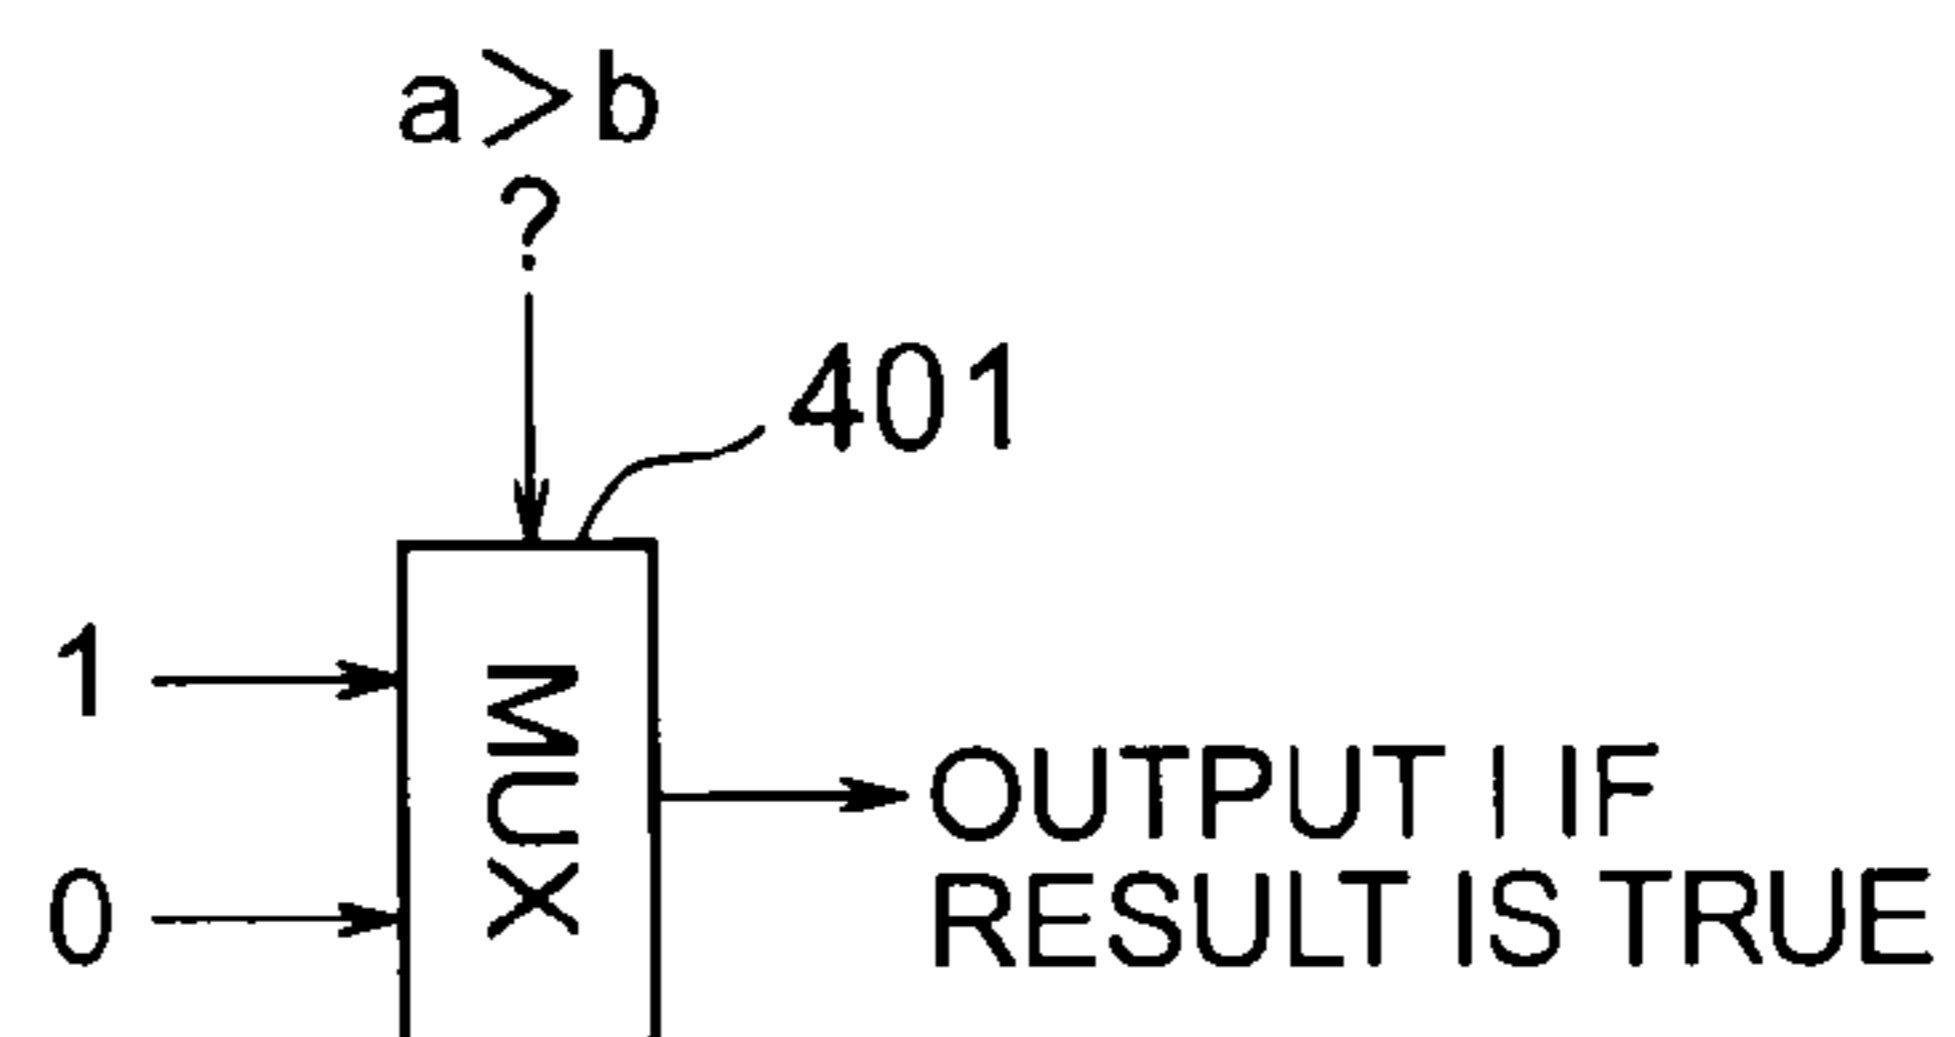 a>b
?
401
1
MUX
0
OUTPUT I IF
RESULT IS TRUE